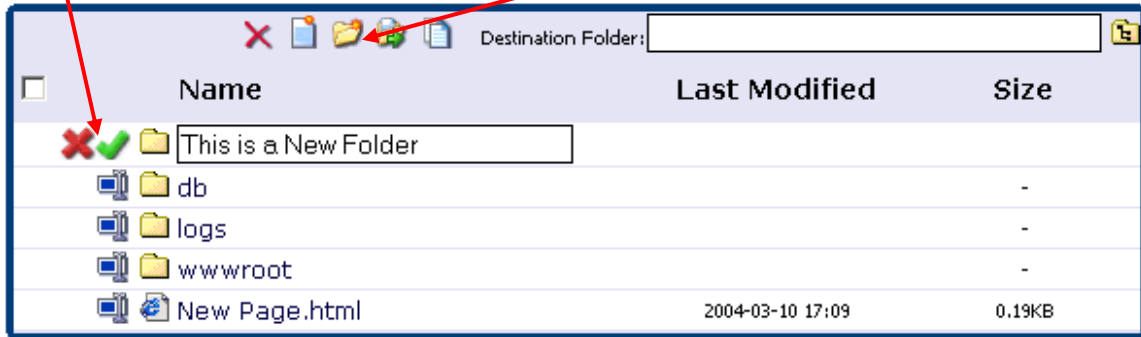 Destination Folder:
Name Last Modified Size
This is a New Folder
db -
logs -
wwwroot -
New Page.html 2004-03-10 17:09 0.19KB